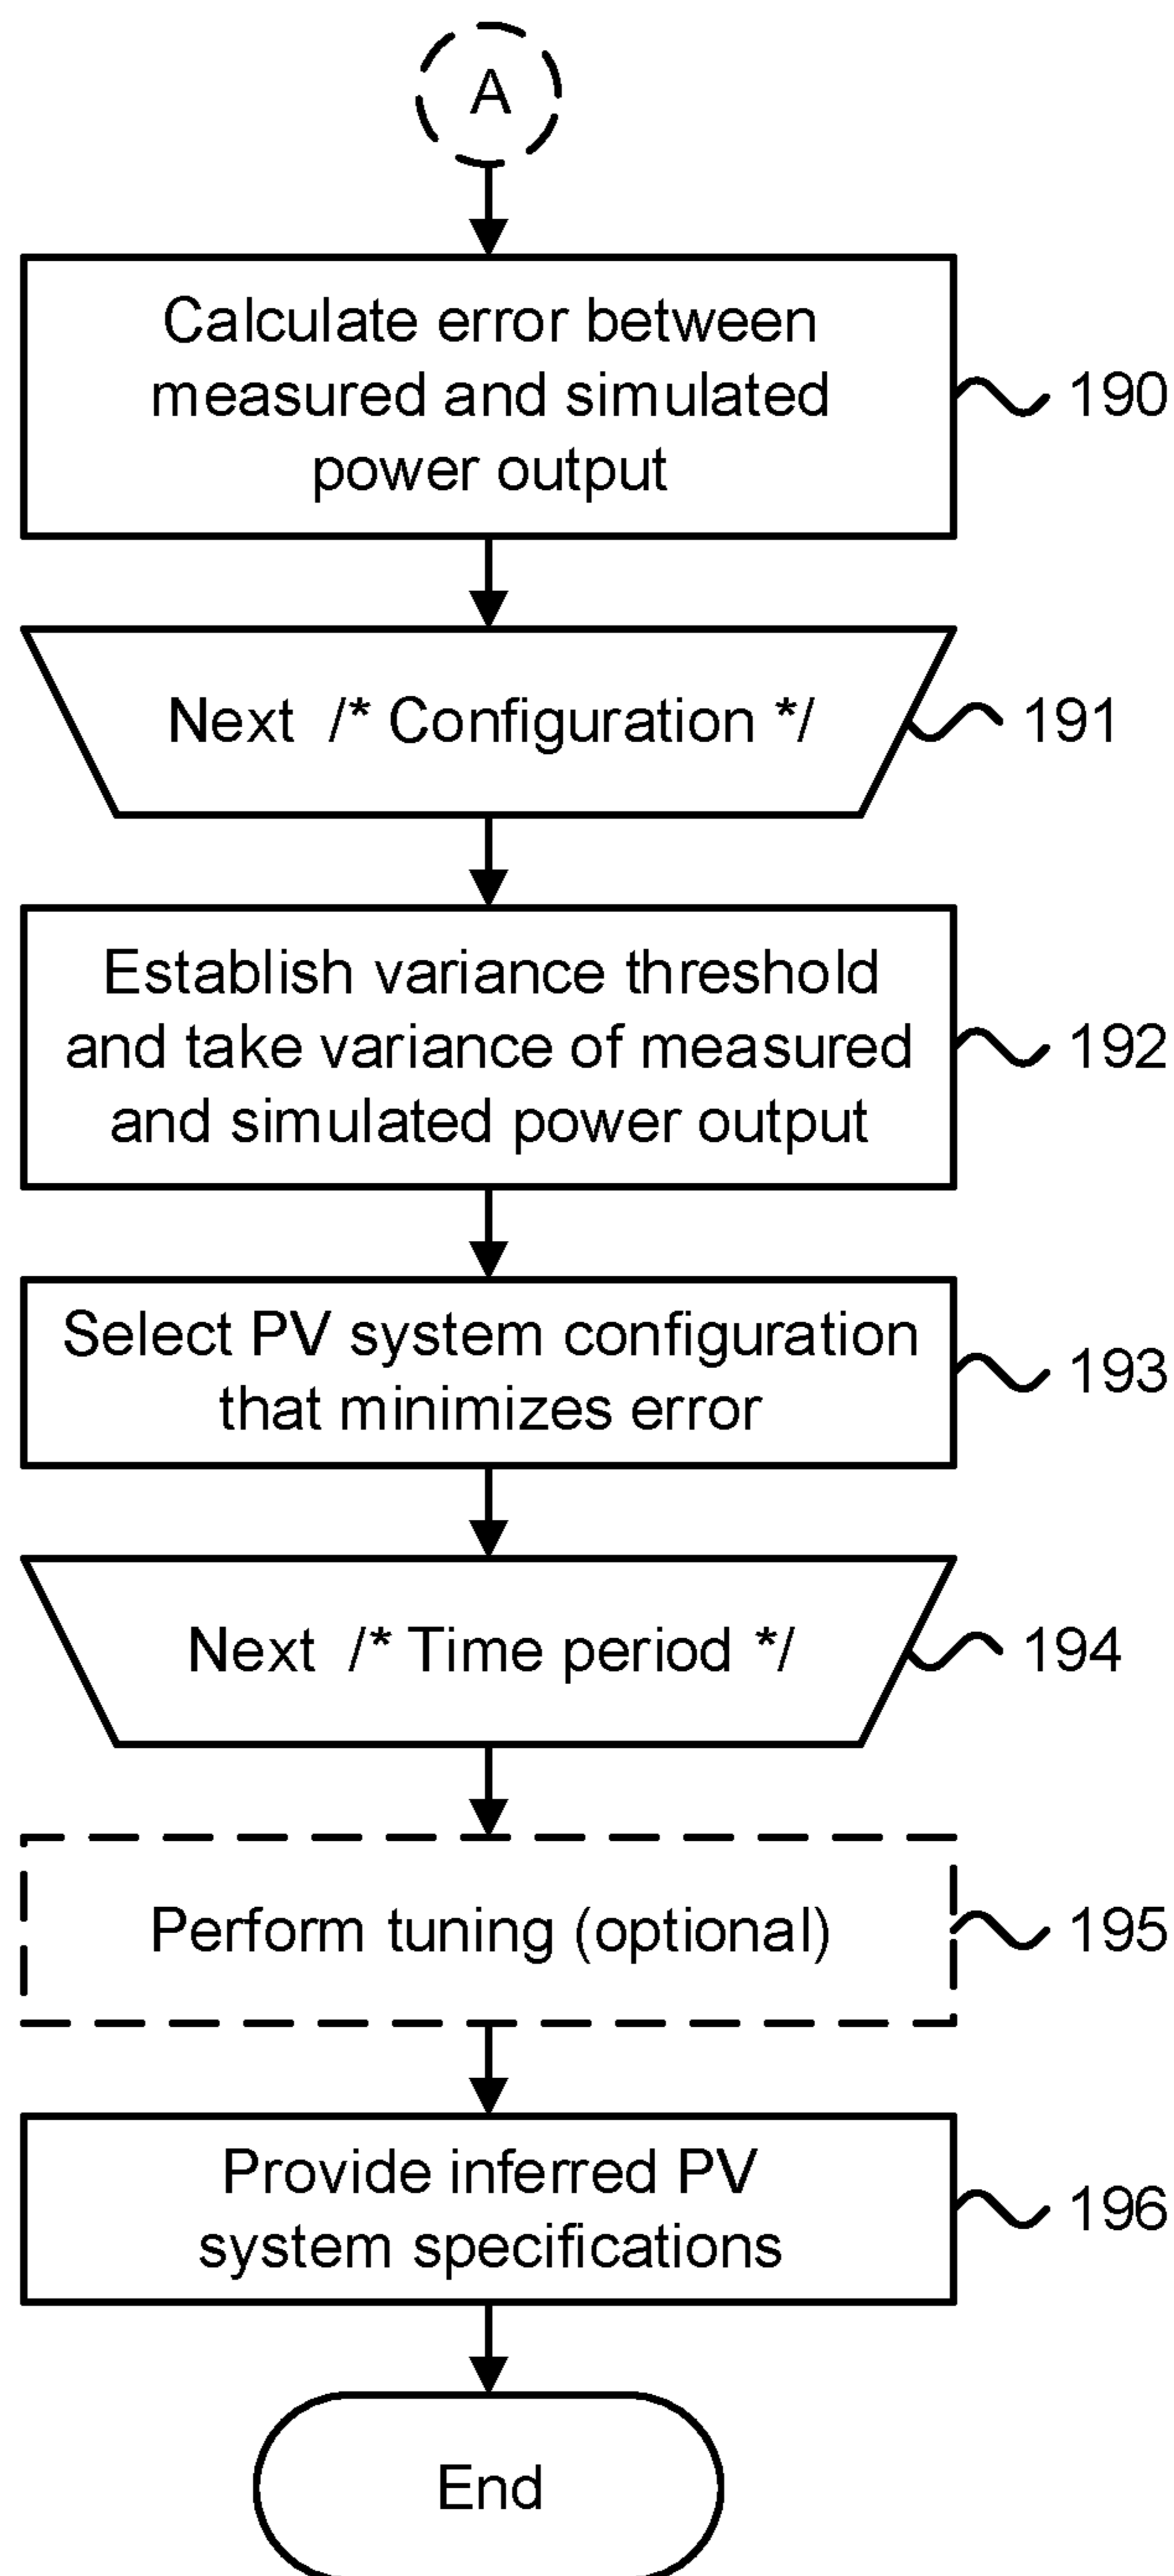 A
Calculate error between
measured and simulated
power output
190
Next /* Configuration */
191
Establish variance threshold
and take variance of measured
and simulated power output
192
Select PV system configuration
that minimizes error
193
Next /* Time period */
194
Perform tuning (optional)
195
Provide inferred PV
system specifications
196
End